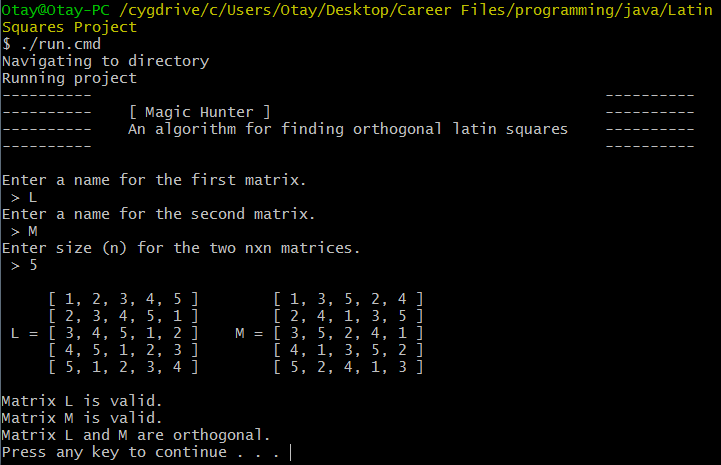 Otay@Otay-PC /cygdrive/c/Users/Otay/Desktop/Career Files/programming/java/Latin
Squares Project
$ ./run.cmd
Navigating to directory
Running project
---------- ----------
---------- [ Magic Hunter ] ----------
---------- An algorithm for finding orthogonal latin squares ----------
---------- ----------
Enter a name for the first matrix.
> L
Enter a name for the second matrix.
> M
Enter size (n) for the two nxn matrices.
> 5
[ 1, 2, 3, 4, 5 ] [ 1, 3, 5, 2, 4 ]
[ 2, 3, 4, 5, 1 ] [ 2, 4, 1, 3, 5 ]
L = [ 3, 4, 5, 1, 2 ] M = [ 3, 5, 2, 4, 1 ]
[ 4, 5, 1, 2, 3 ] [ 4, 1, 3, 5, 2 ]
[ 5, 1, 2, 3, 4 ] [ 5, 2, 4, 1, 3 ]
Matrix L is valid.
Matrix M is valid.
Matrix L and M are orthogonal.
Press any key to continue . . .